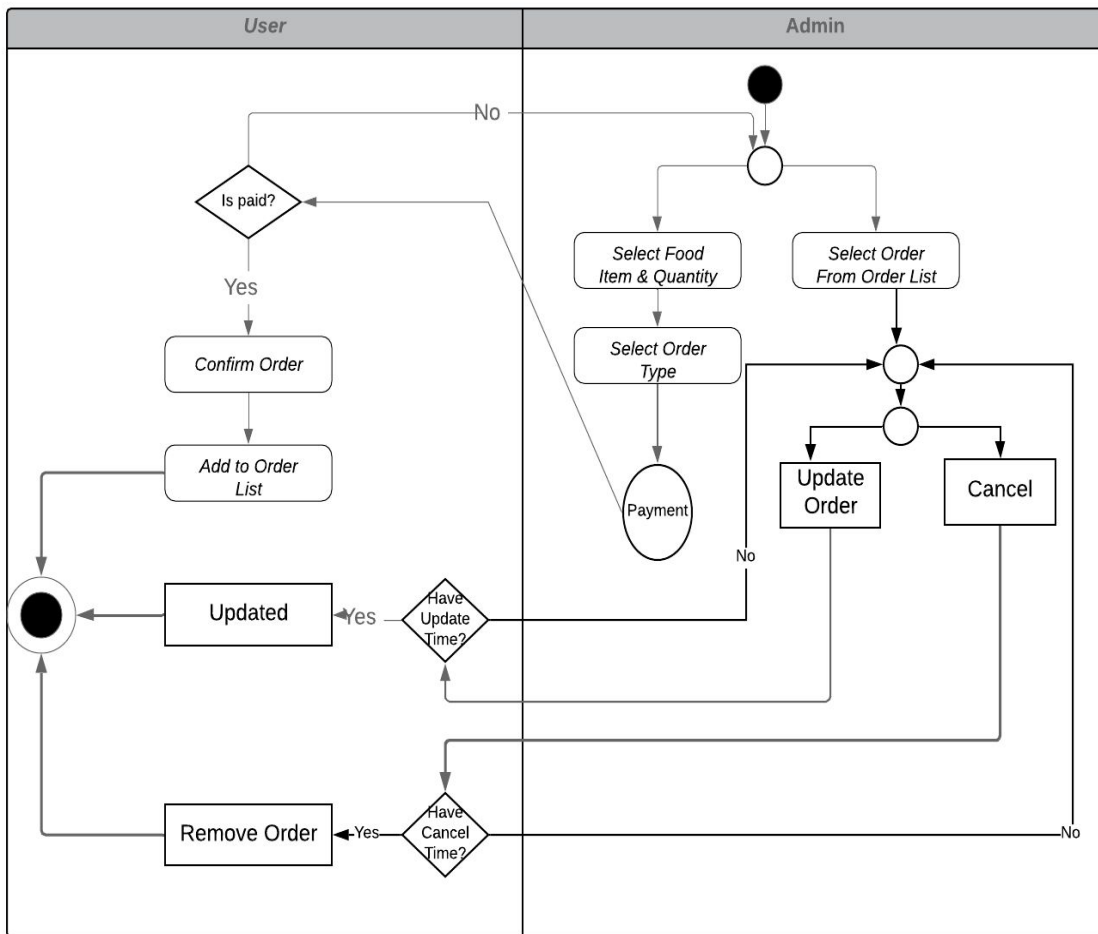 User
Admin
No
Is paid?
Select Food
Item & Quantity
Select Order
From Order List
Yes
Confirm Order
Select Order
Type
Add to Order
List
Payment
Update
Order
Cancel
No
Updated
Yes
Have
Update
Time?
Remove Order
Yes
Have
Cancel
Time?
No